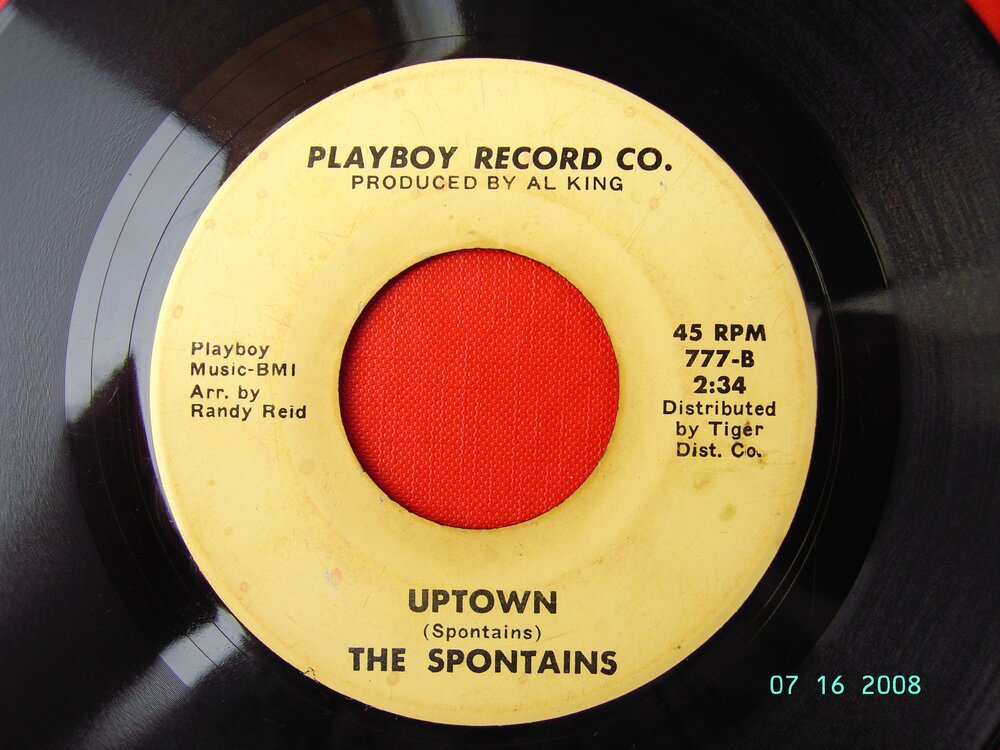 PLAYBOY RECORD CO.
PRODUCED BY AL KING
Playboy
Music-BMI
Arr. by
Randy Reid
45 RPM
777-B
2:34
Distributed
by Tiger
Dist. Co.
UPTOWN
(Spontains)
THE SPONTAINS
07 16 2008